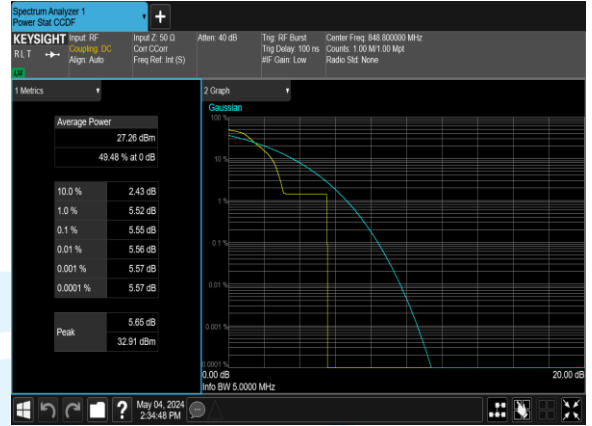 Spectrum Analyzer 1
Power Stat CCDF
KEYSIGHT
RLT
Input: RF
Coupling: DC
Align: Auto
Input Z: 50 Ω
Corr CCorr
Freq Ref: Int (S)
Atten: 40 dB
Trig: RF Burst
Trig Delay: 100 ns
#IF Gain: Low
Center Freq: 848.800000 MHz
Counts: 1.00 M/1.00 Mpt
Radio Std: None
1 Metrics
Average Power
27.26 dBm
49.48 % at 0 dB
10.0 % 2.43 dB
1.0 % 5.52 dB
0.1 % 5.55 dB
0.01 % 5.56 dB
0.001 % 5.57 dB
0.0001 % 5.57 dB
Peak
5.65 dB
32.91 dBm
2 Graph
Gaussian
100 %
10 %
1 %
0.1 %
0.01 %
0.001 %
0.0001 %
0.00 dB
20.00 dB
Info BW 5.0000 MHz
?
May 04, 2024
2:34:48 PM